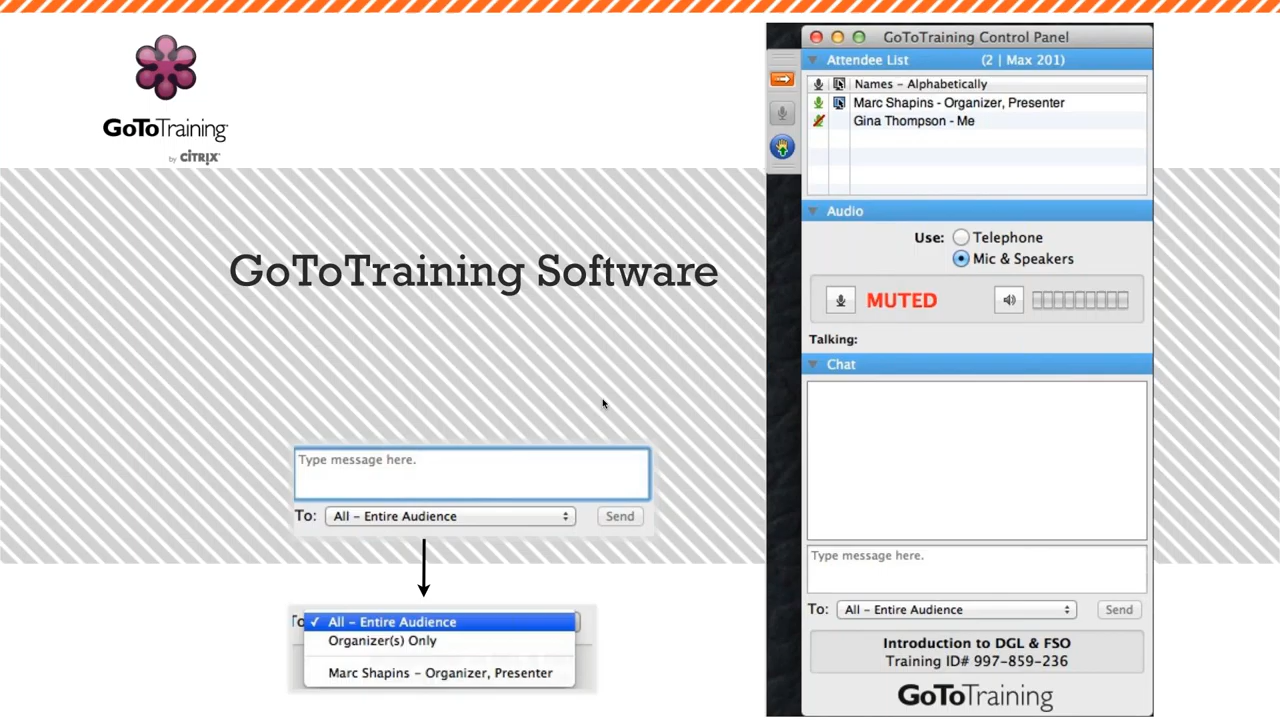 GoToTraining
by CITRIX
GoToTraining Software
Type message here.
To: All – Entire Audience Send
To ✓ All – Entire Audience
Organizer(s) Only
Marc Shapins – Organizer, Presenter
GoToTraining Control Panel
Attendee List (2 | Max 201)
Names – Alphabetically
Marc Shapins - Organizer, Presenter
Gina Thompson - Me
Audio
Use: Telephone
Mic & Speakers
MUTED
Talking:
Chat
Type message here.
To: All – Entire Audience Send
Introduction to DGL & FSO
Training ID# 997-859-236
GoToTraining